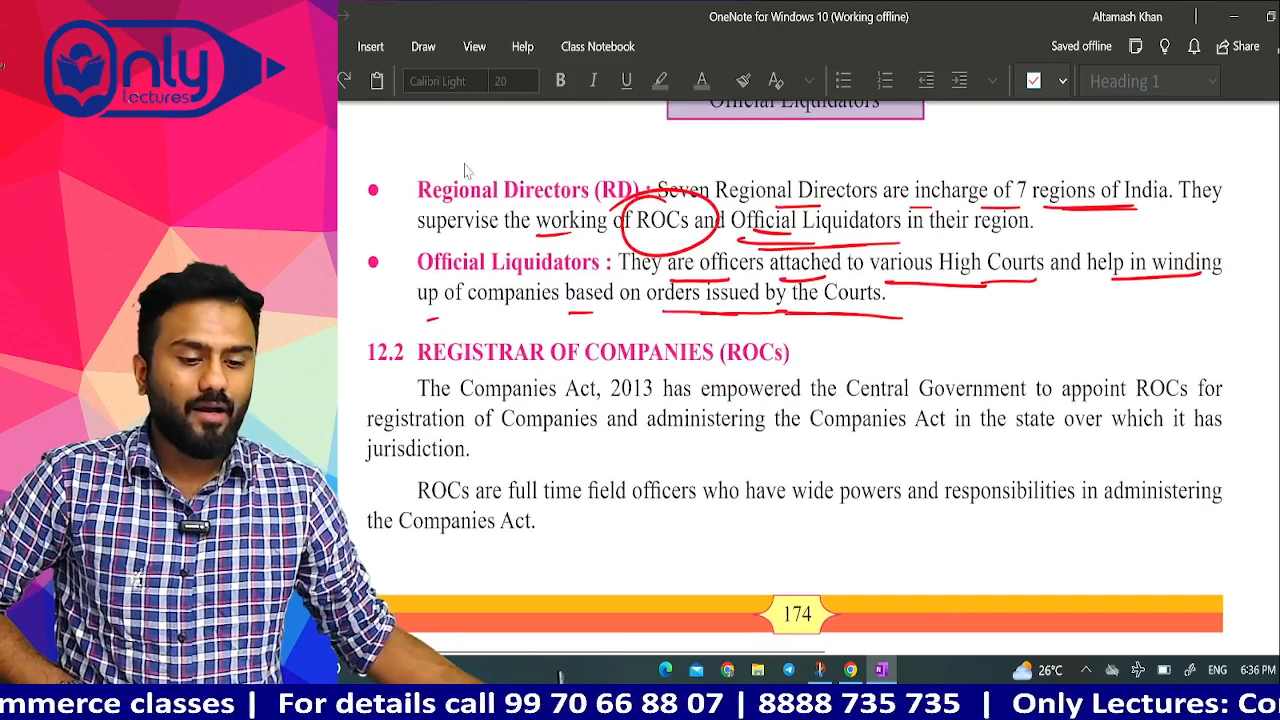 OneNote for Windows 10 (Working offline)
Altamash Khan
Insert Draw View Help Class Notebook
Saved offline
Share
Calibri Light 20
B I U A
Heading 1
Only
lectures
Official Liquidators
● Regional Directors (RD) : Seven Regional Directors are incharge of 7 regions of India. They
supervise the working of ROCs and Official Liquidators in their region.
● Official Liquidators : They are officers attached to various High Courts and help in winding
up of companies based on orders issued by the Courts.
12.2 REGISTRAR OF COMPANIES (ROCs)
The Companies Act, 2013 has empowered the Central Government to appoint ROCs for
registration of Companies and administering the Companies Act in the state over which it has
jurisdiction.
ROCs are full time field officers who have wide powers and responsibilities in administering
the Companies Act.
174
26°C
ENG
6:36 PM
mmerce classes | For details call 99 70 66 88 07 | 8888 735 735 | Only Lectures: Co